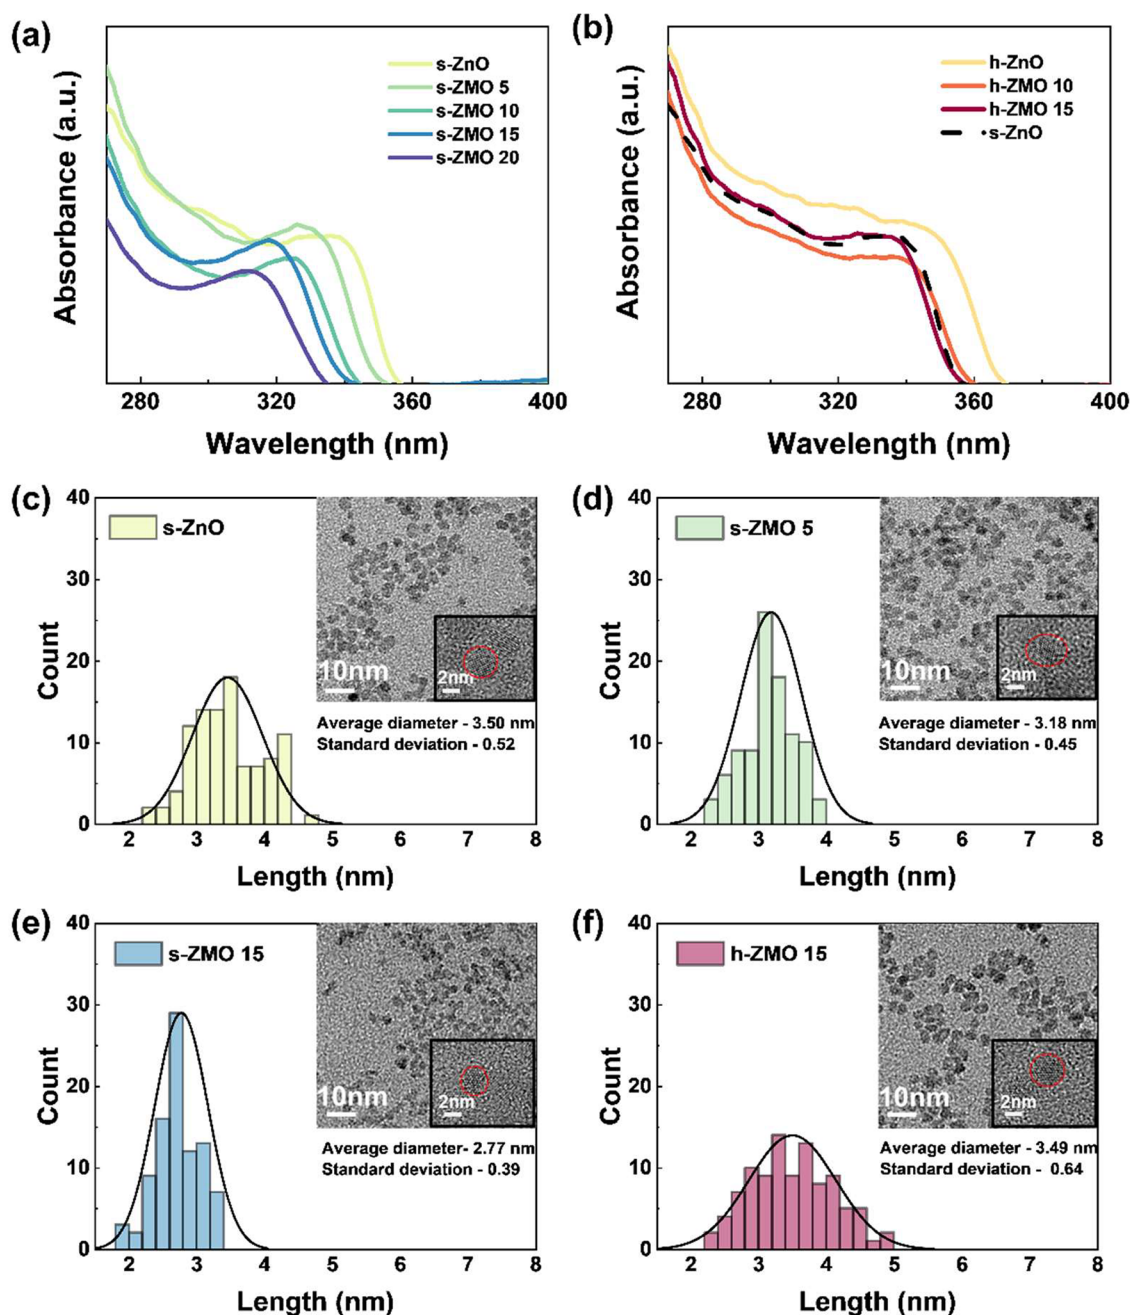 (a)
s-ZnO
s-ZMO 5
s-ZMO 10
s-ZMO 15
s-ZMO 20
Absorbance (a.u.)
280 320 360 400
Wavelength (nm)
(b)
h-ZnO
h-ZMO 10
h-ZMO 15
s-ZnO
Absorbance (a.u.)
280 320 360 400
Wavelength (nm)
(c)
40
30
20
10
0
Count
s-ZnO
10nm
2nm
Average diameter - 3.50 nm
Standard deviation - 0.52
2 3 4 5 6 7 8
Length (nm)
(d)
40
30
20
10
0
Count
s-ZMO 5
10nm
2nm
Average diameter - 3.18 nm
Standard deviation - 0.45
2 3 4 5 6 7 8
Length (nm)
(e)
40
30
20
10
0
Count
s-ZMO 15
10nm
2nm
Average diameter- 2.77 nm
Standard deviation - 0.39
2 3 4 5 6 7 8
Length (nm)
(f)
40
30
20
10
0
Count
h-ZMO 15
10nm
2nm
Average diameter - 3.49 nm
Standard deviation - 0.64
2 3 4 5 6 7 8
Length (nm)